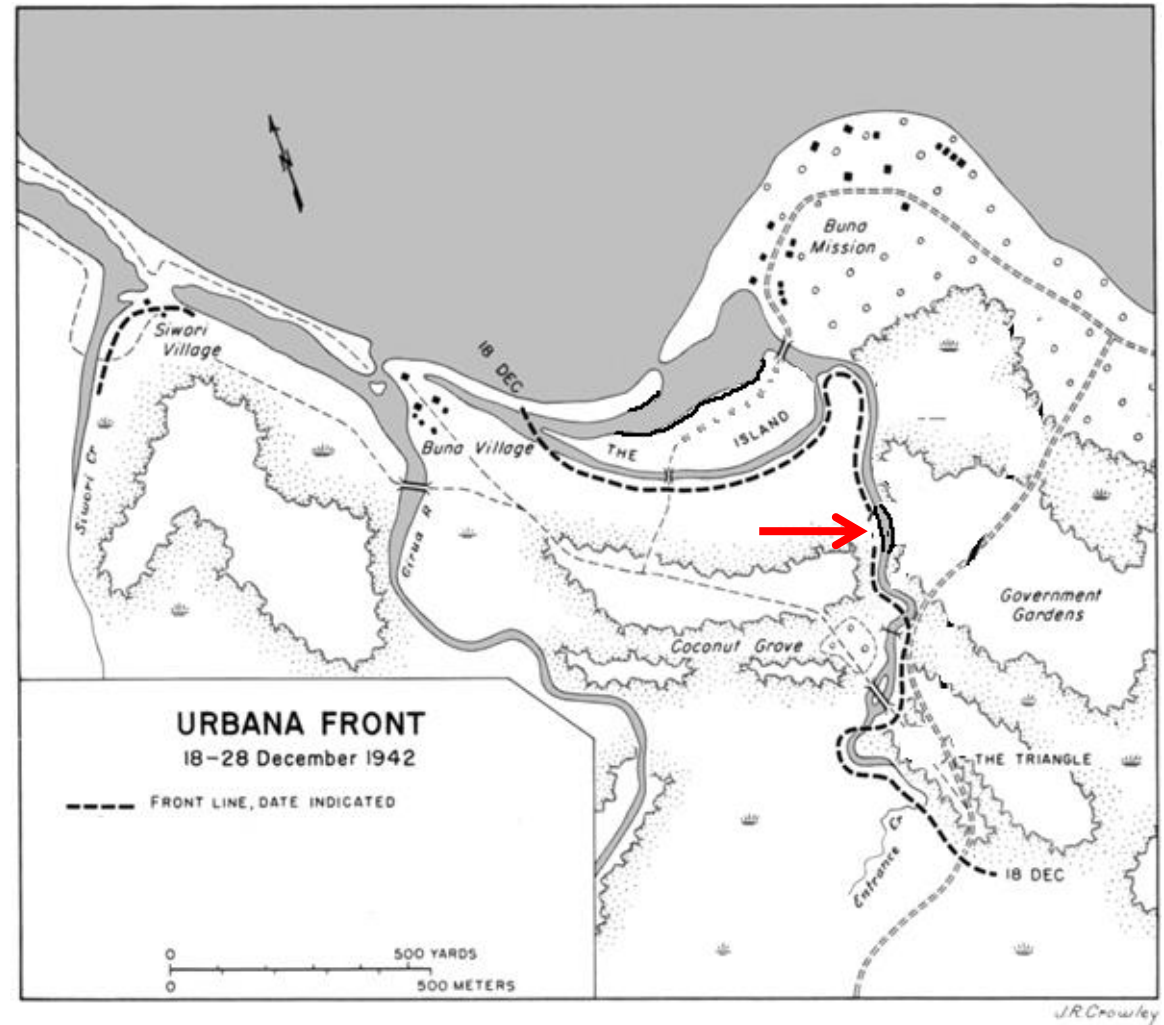 N
Buna
Mission
Siwori
Village
18 DEC
THE ISLAND
Buna Village
Siwori Cr
Girua R
Government
Gardens
Coconut Grove
THE TRIANGLE
18 DEC
Entrance Cr
URBANA FRONT
18-28 December 1942
FRONT LINE, DATE INDICATED
0 500 YARDS
0 500 METERS
J.R.Crowley